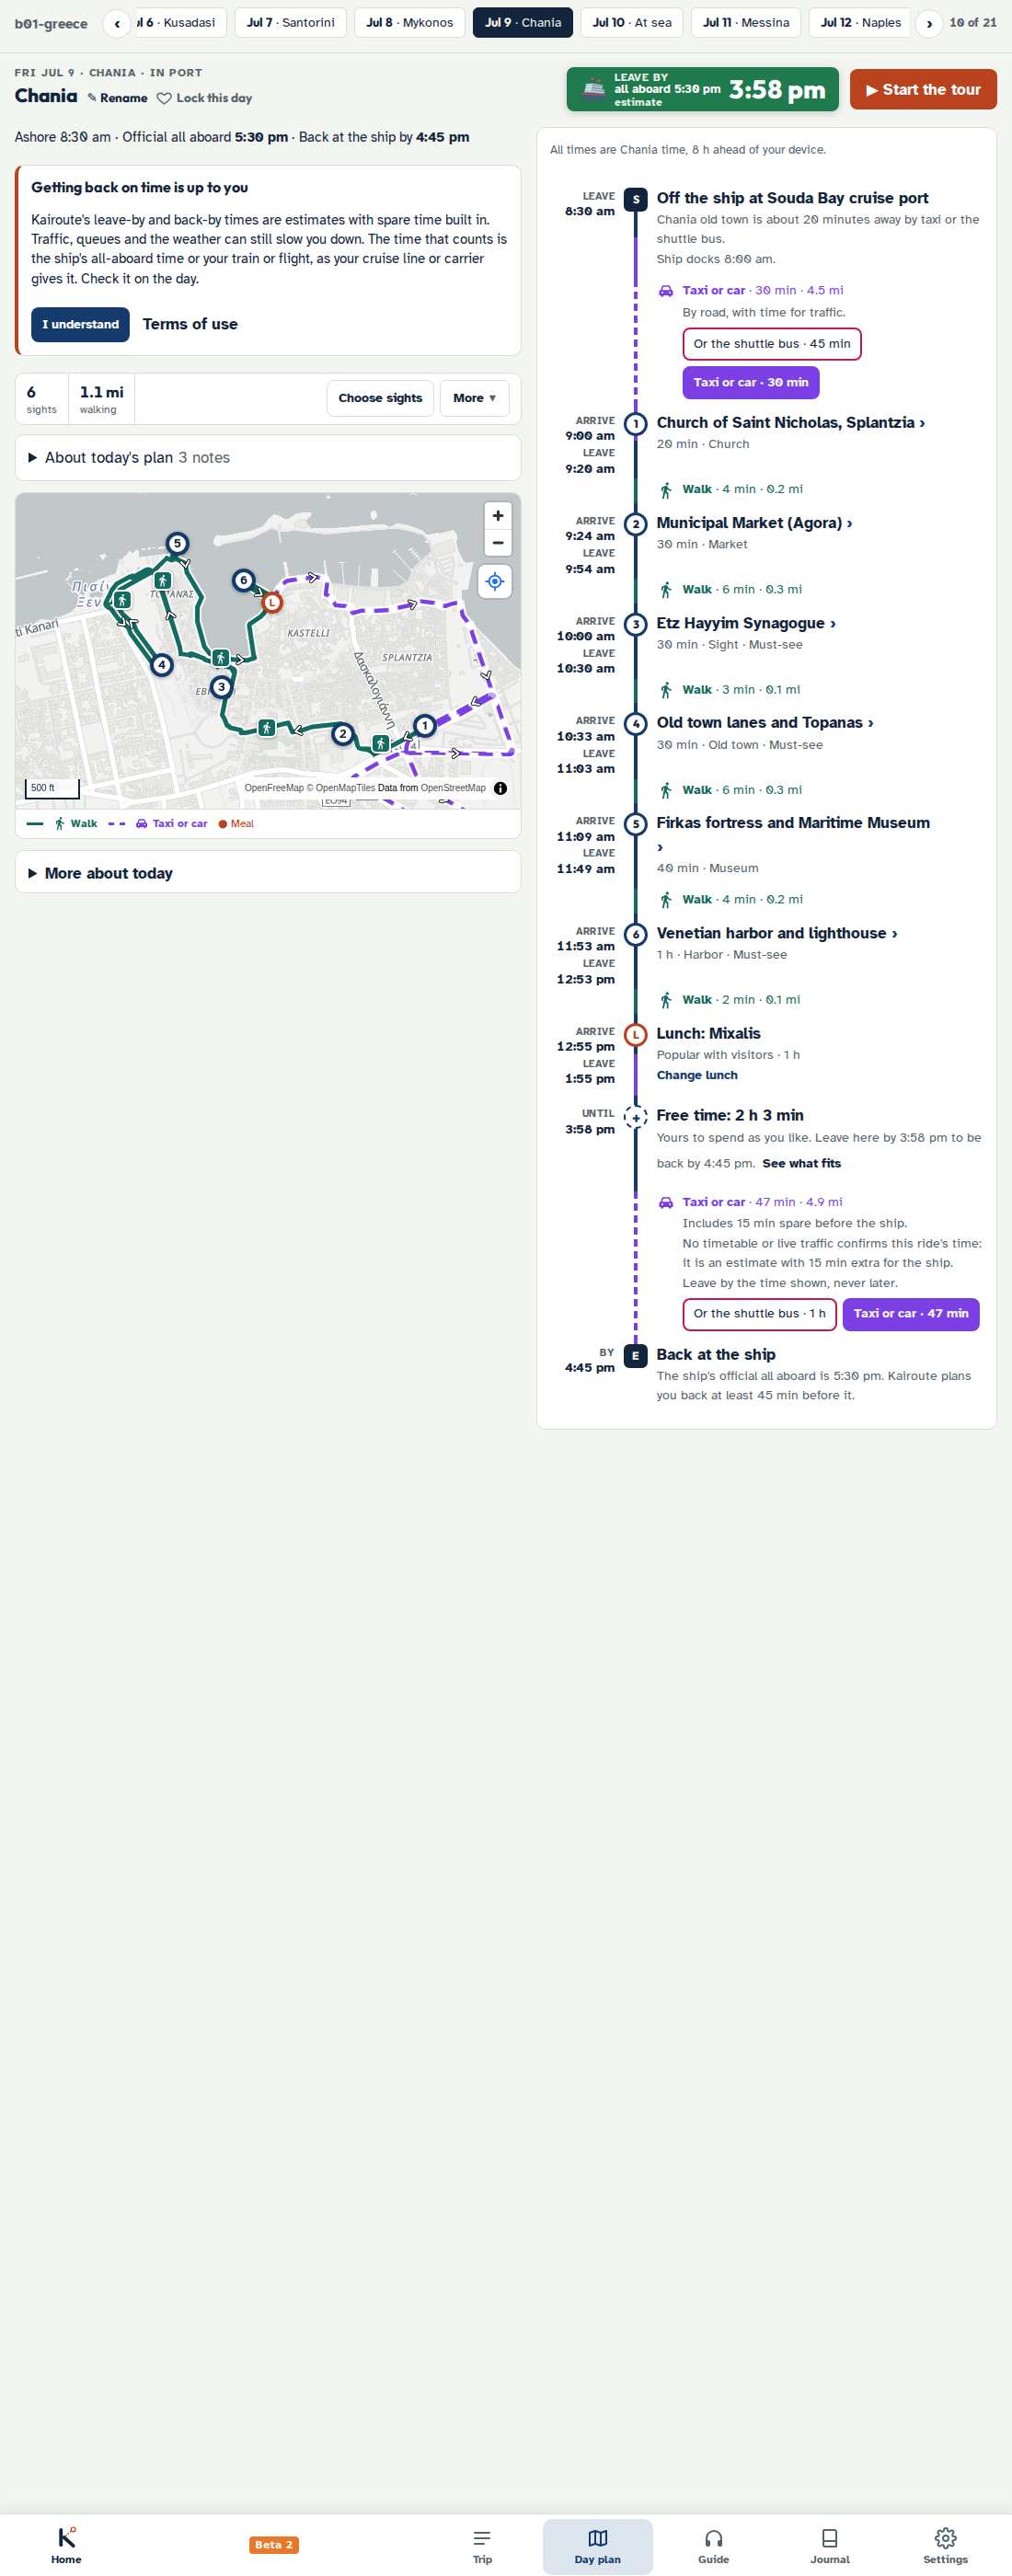 b01-greece
‹
Jul 6 · Kusadasi
Jul 7 · Santorini
Jul 8 · Mykonos
Jul 9 · Chania
Jul 10 · At sea
Jul 11 · Messina
Jul 12 · Naples
›
10 of 21
FRI JUL 9 · CHANIA · IN PORT
Chania ✎ Rename Lock this day
LEAVE BY
all aboard 5:30 pm
estimate
3:58 pm
▶ Start the tour
Ashore 8:30 am · Official all aboard 5:30 pm · Back at the ship by 4:45 pm
Getting back on time is up to you
Kairoute's leave-by and back-by times are estimates with spare time built in.
Traffic, queues and the weather can still slow you down. The time that counts is
the ship's all-aboard time or your train or flight, as your cruise line or carrier
gives it. Check it on the day.
I understand
Terms of use
6
sights
1.1 mi
walking
Choose sights
More ▼
▶ About today's plan 3 notes
5
6
L
4
3
2
1
ti Kanari
KASTELLI
SPLANTZIA
Δασκαλογιάννη
+
−
500 ft
OpenFreeMap © OpenMapTiles Data from OpenStreetMap
Walk
Taxi or car
Meal
▶ More about today
All times are Chania time, 8 h ahead of your device.
LEAVE
8:30 am
S
Off the ship at Souda Bay cruise port
Chania old town is about 20 minutes away by taxi or the
shuttle bus.
Ship docks 8:00 am.
Taxi or car · 30 min · 4.5 mi
By road, with time for traffic.
Or the shuttle bus · 45 min
Taxi or car · 30 min
ARRIVE
9:00 am
LEAVE
9:20 am
1
Church of Saint Nicholas, Splantzia ›
20 min · Church
Walk · 4 min · 0.2 mi
ARRIVE
9:24 am
LEAVE
9:54 am
2
Municipal Market (Agora) ›
30 min · Market
Walk · 6 min · 0.3 mi
ARRIVE
10:00 am
LEAVE
10:30 am
3
Etz Hayyim Synagogue ›
30 min · Sight · Must-see
Walk · 3 min · 0.1 mi
ARRIVE
10:33 am
LEAVE
11:03 am
4
Old town lanes and Topanas ›
30 min · Old town · Must-see
Walk · 6 min · 0.3 mi
ARRIVE
11:09 am
LEAVE
11:49 am
5
Firkas fortress and Maritime Museum
›
40 min · Museum
Walk · 4 min · 0.2 mi
ARRIVE
11:53 am
LEAVE
12:53 pm
6
Venetian harbor and lighthouse ›
1 h · Harbor · Must-see
Walk · 2 min · 0.1 mi
ARRIVE
12:55 pm
LEAVE
1:55 pm
L
Lunch: Mixalis
Popular with visitors · 1 h
Change lunch
UNTIL
3:58 pm
+
Free time: 2 h 3 min
Yours to spend as you like. Leave here by 3:58 pm to be
back by 4:45 pm. See what fits
Taxi or car · 47 min · 4.9 mi
Includes 15 min spare before the ship.
No timetable or live traffic confirms this ride's time:
it is an estimate with 15 min extra for the ship.
Leave by the time shown, never later.
Or the shuttle bus · 1 h
Taxi or car · 47 min
BY
4:45 pm
E
Back at the ship
The ship's official all aboard is 5:30 pm. Kairoute plans
you back at least 45 min before it.
Home
Beta 2
Trip
Day plan
Guide
Journal
Settings